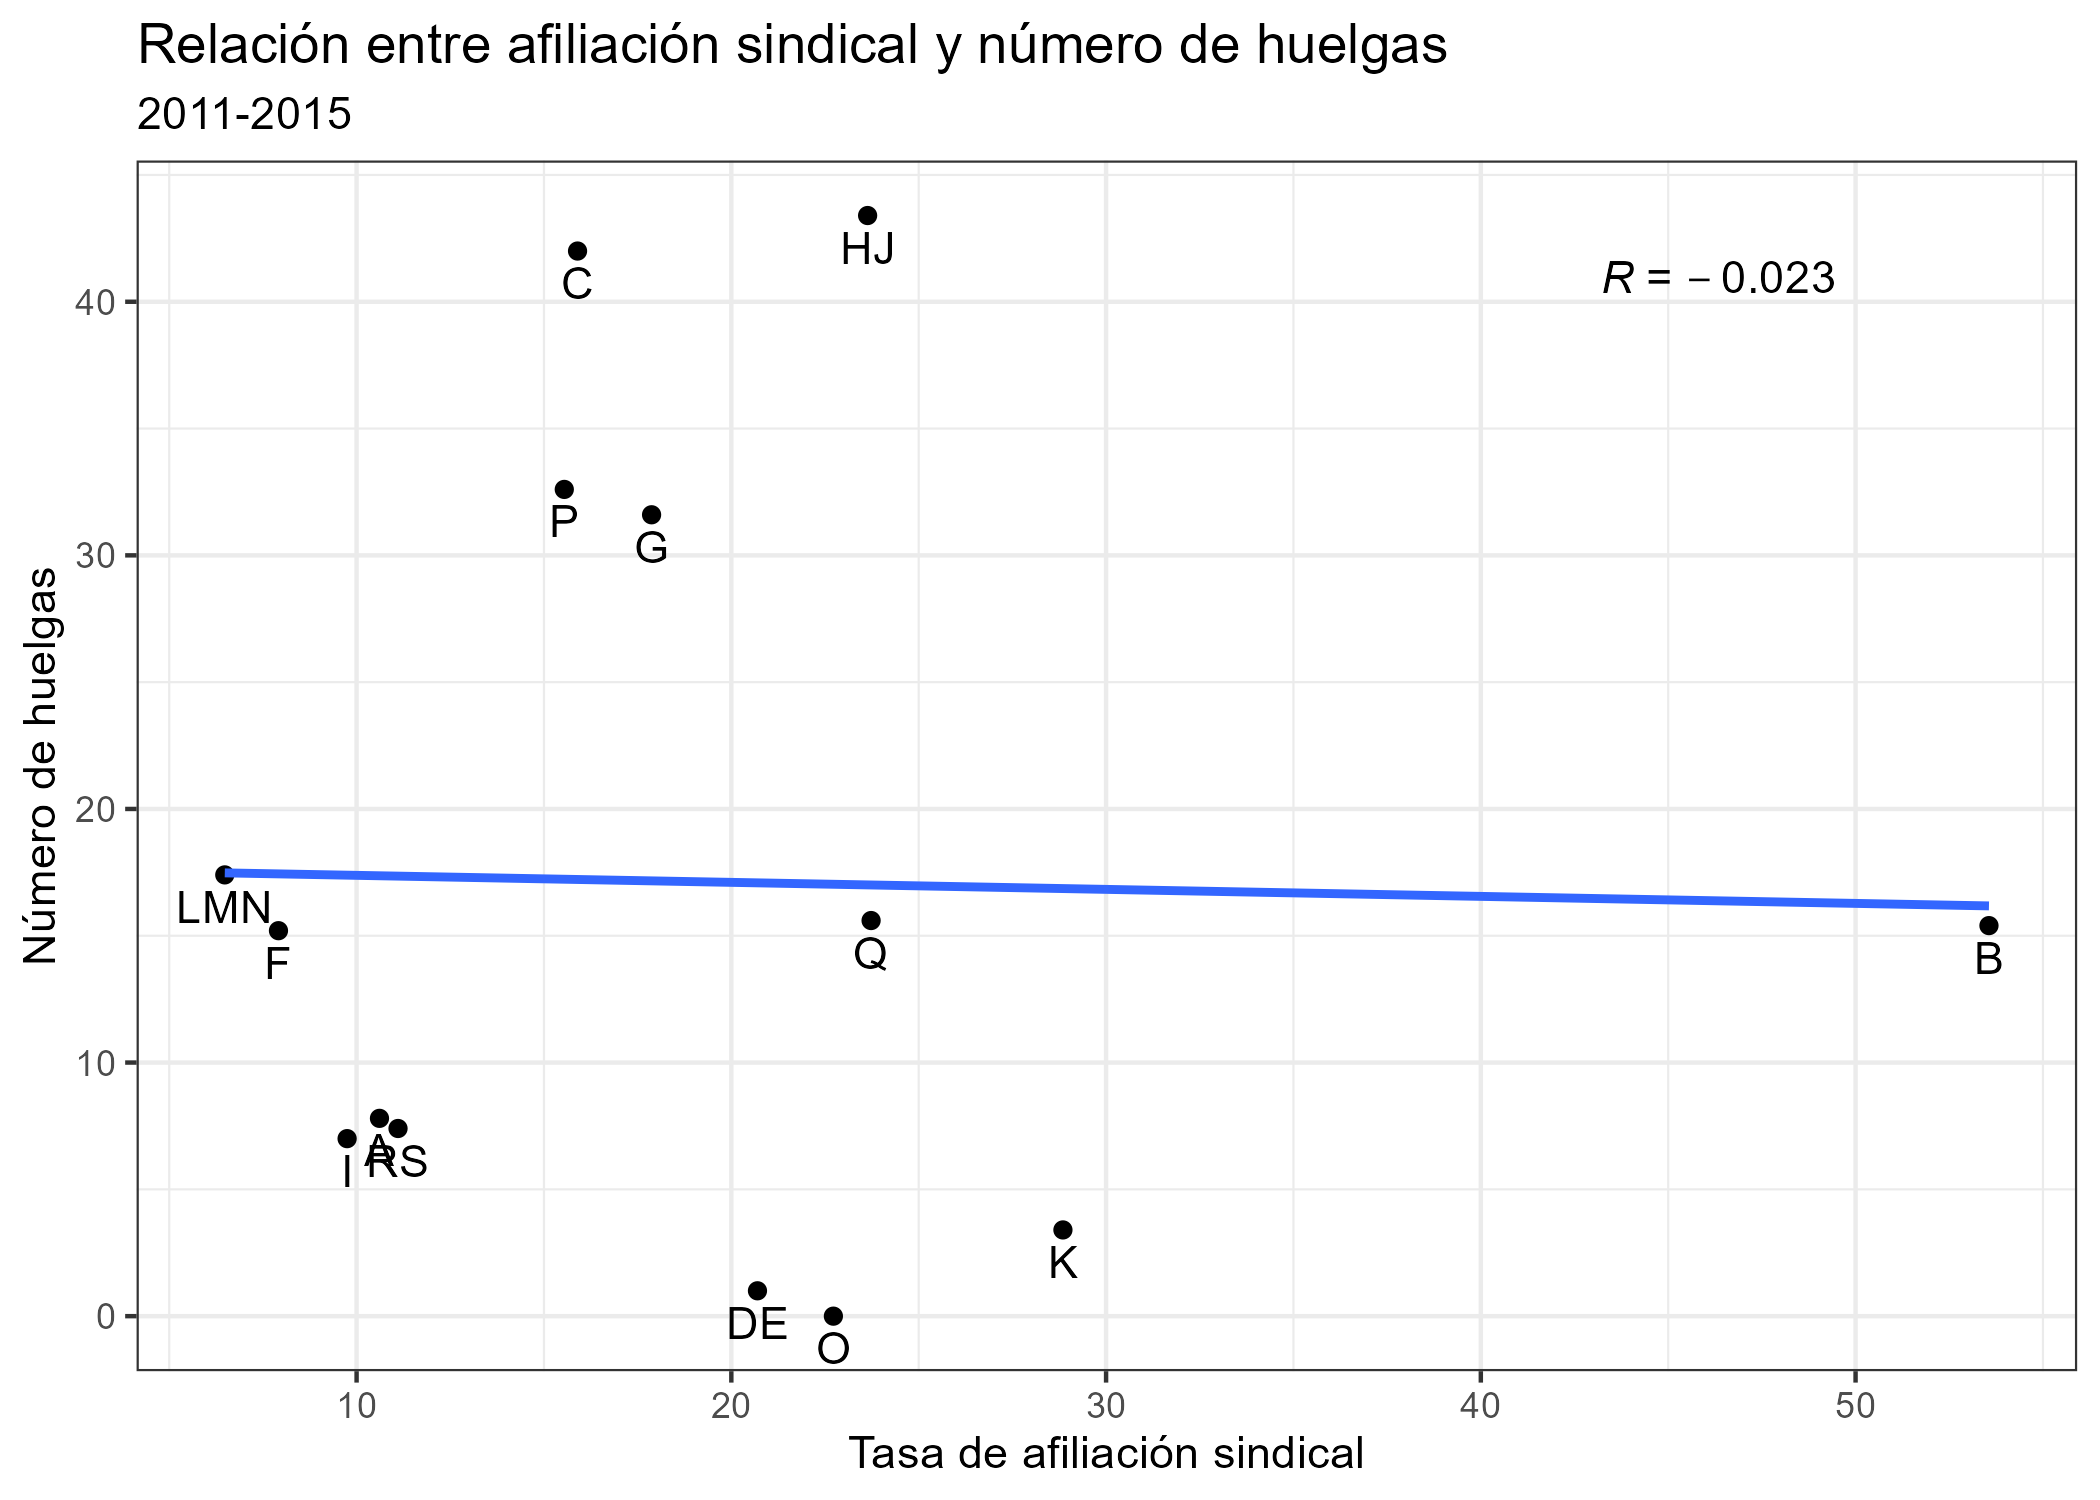 Relación entre afiliación sindical y número de huelgas
2011-2015
HJ
C
R = − 0.023
40
P
G
30
Número de huelgas
20
LMN
F
Q
B
10
A
RS
I
K
0
DE
O
10 20 30 40 50
Tasa de afiliación sindical